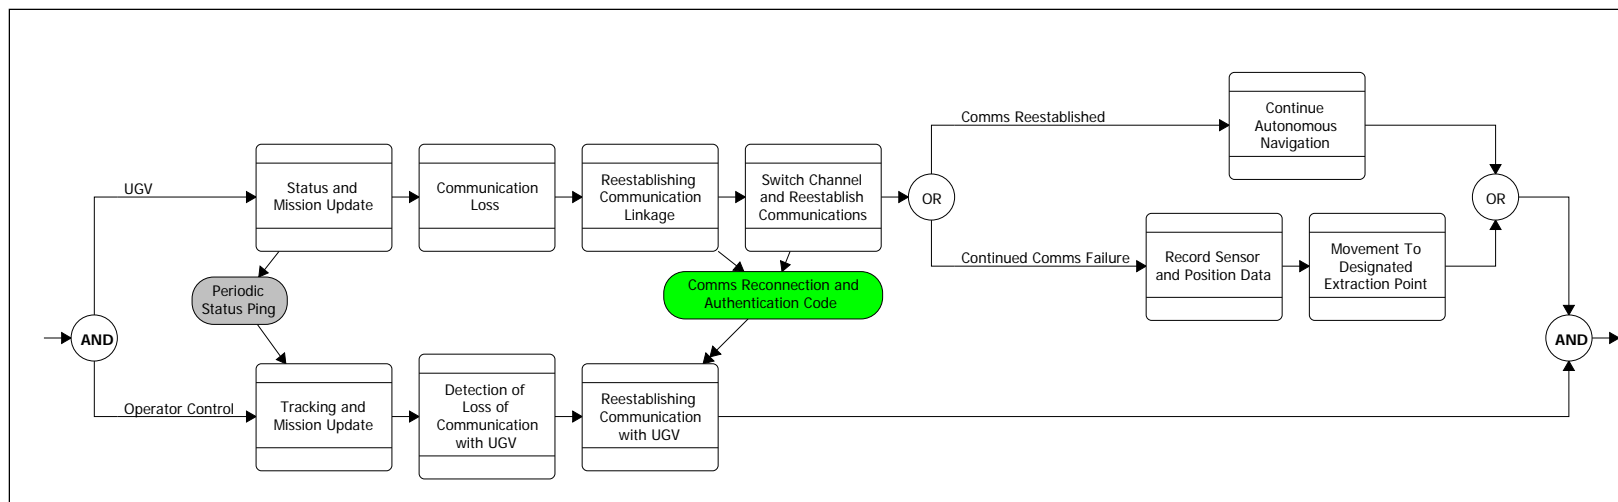 Comms Reestablished
Continue
Autonomous
Navigation
UGV
Status and
Mission Update
Communication
Loss
Reestablishing
Communication
Linkage
Switch Channel
and Reestablish
Communications
OR
OR
Continued Comms Failure
Record Sensor
and Position Data
Movement To
Designated
Extraction Point
Periodic
Status Ping
Comms Reconnection and
Authentication Code
AND
AND
Operator Control
Tracking and
Mission Update
Detection of
Loss of
Communication
with UGV
Reestablishing
Communication
with UGV